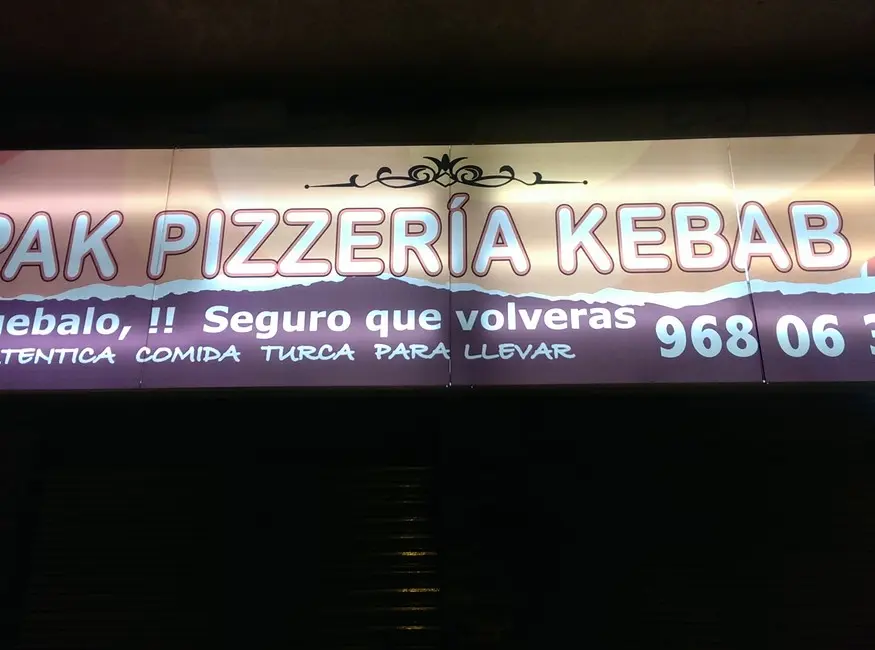 PAK PIZZERÍA KEBAB
uebalo, !! Seguro que volveras
TENTICA COMIDA TURCA PARA LLEVAR
968 06 3